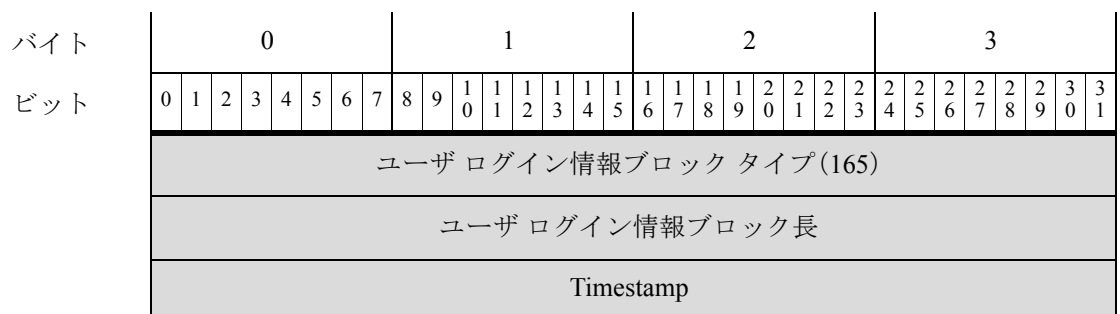 バイト 0 1 2 3
ビット 0 1 2 3 4 5 6 7 8 9 10 11 12 13 14 15 16 17 18 19 20 21 22 23 24 25 26 27 28 29 30 31
ユーザ ログイン情報ブロック タイプ(165)
ユーザ ログイン情報ブロック長
Timestamp